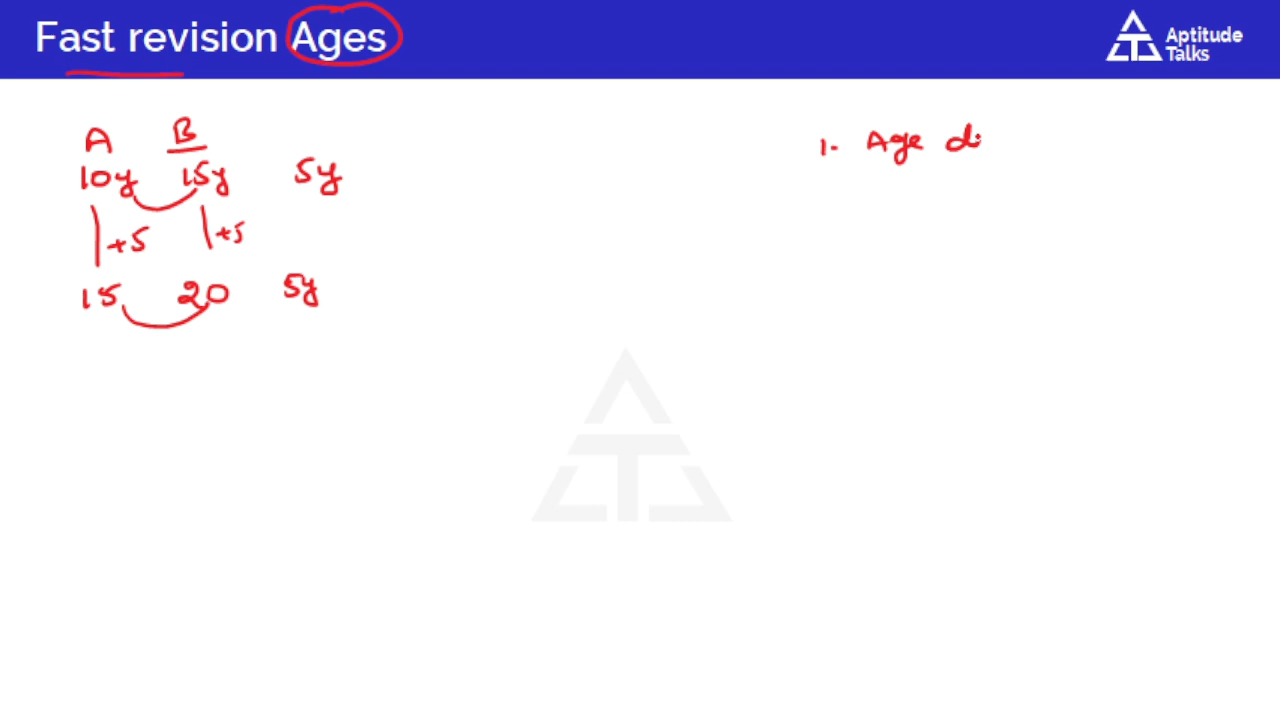 Fast revision Ages
Aptitude
Talks
A B
10y 15y 5y
+5 +5
15 20 5y
1. Age di